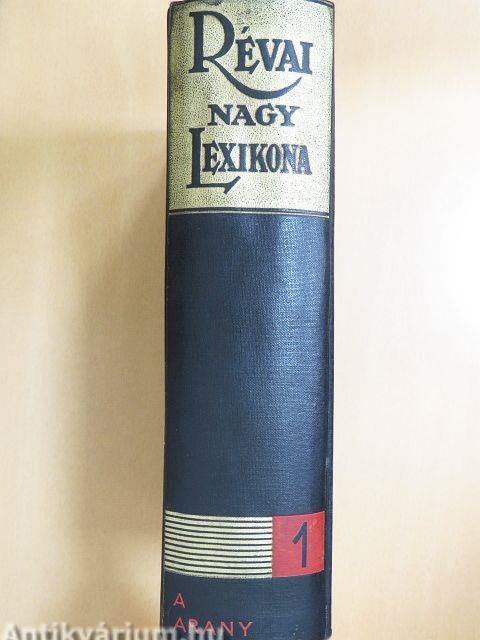 RÉVAI
NAGY
LEXIKONA
1
A
ARANY
Antikvárium.hu